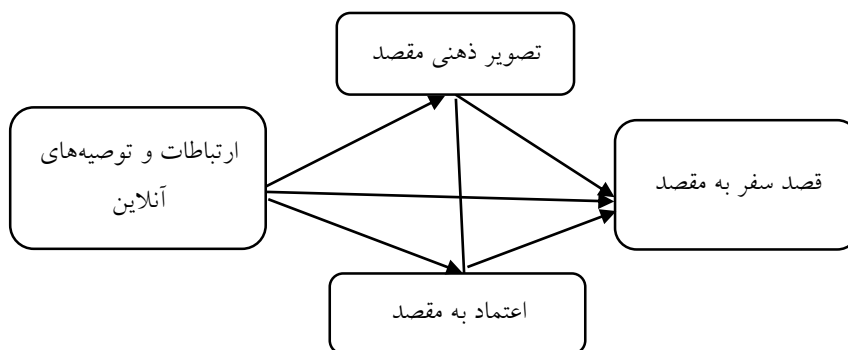 تصویر ذهنی مقصد
ارتباطات و توصیه‌های
آنلاین
قصد سفر به مقصد
اعتماد به مقصد